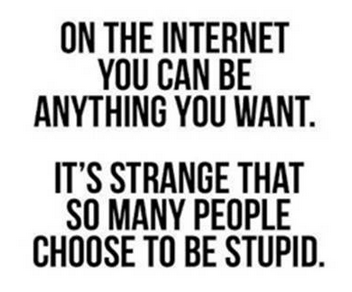 ON THE INTERNET
YOU CAN BE
ANYTHING YOU WANT.
IT'S STRANGE THAT
SO MANY PEOPLE
CHOOSE TO BE STUPID.